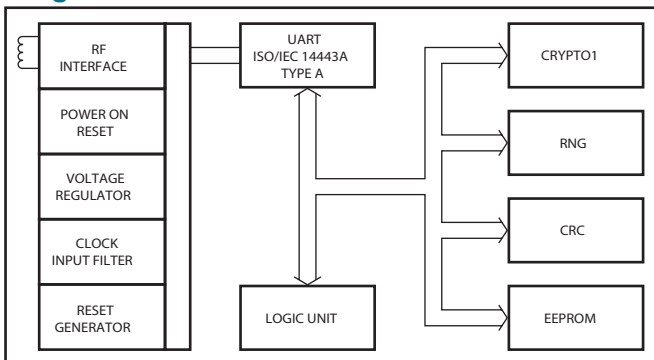 RF
INTERFACE
POWER ON
RESET
VOLTAGE
REGULATOR
CLOCK
INPUT FILTER
RESET
GENERATOR
UART
ISO/IEC 14443A
TYPE A
LOGIC UNIT
CRYPTO1
RNG
CRC
EEPROM